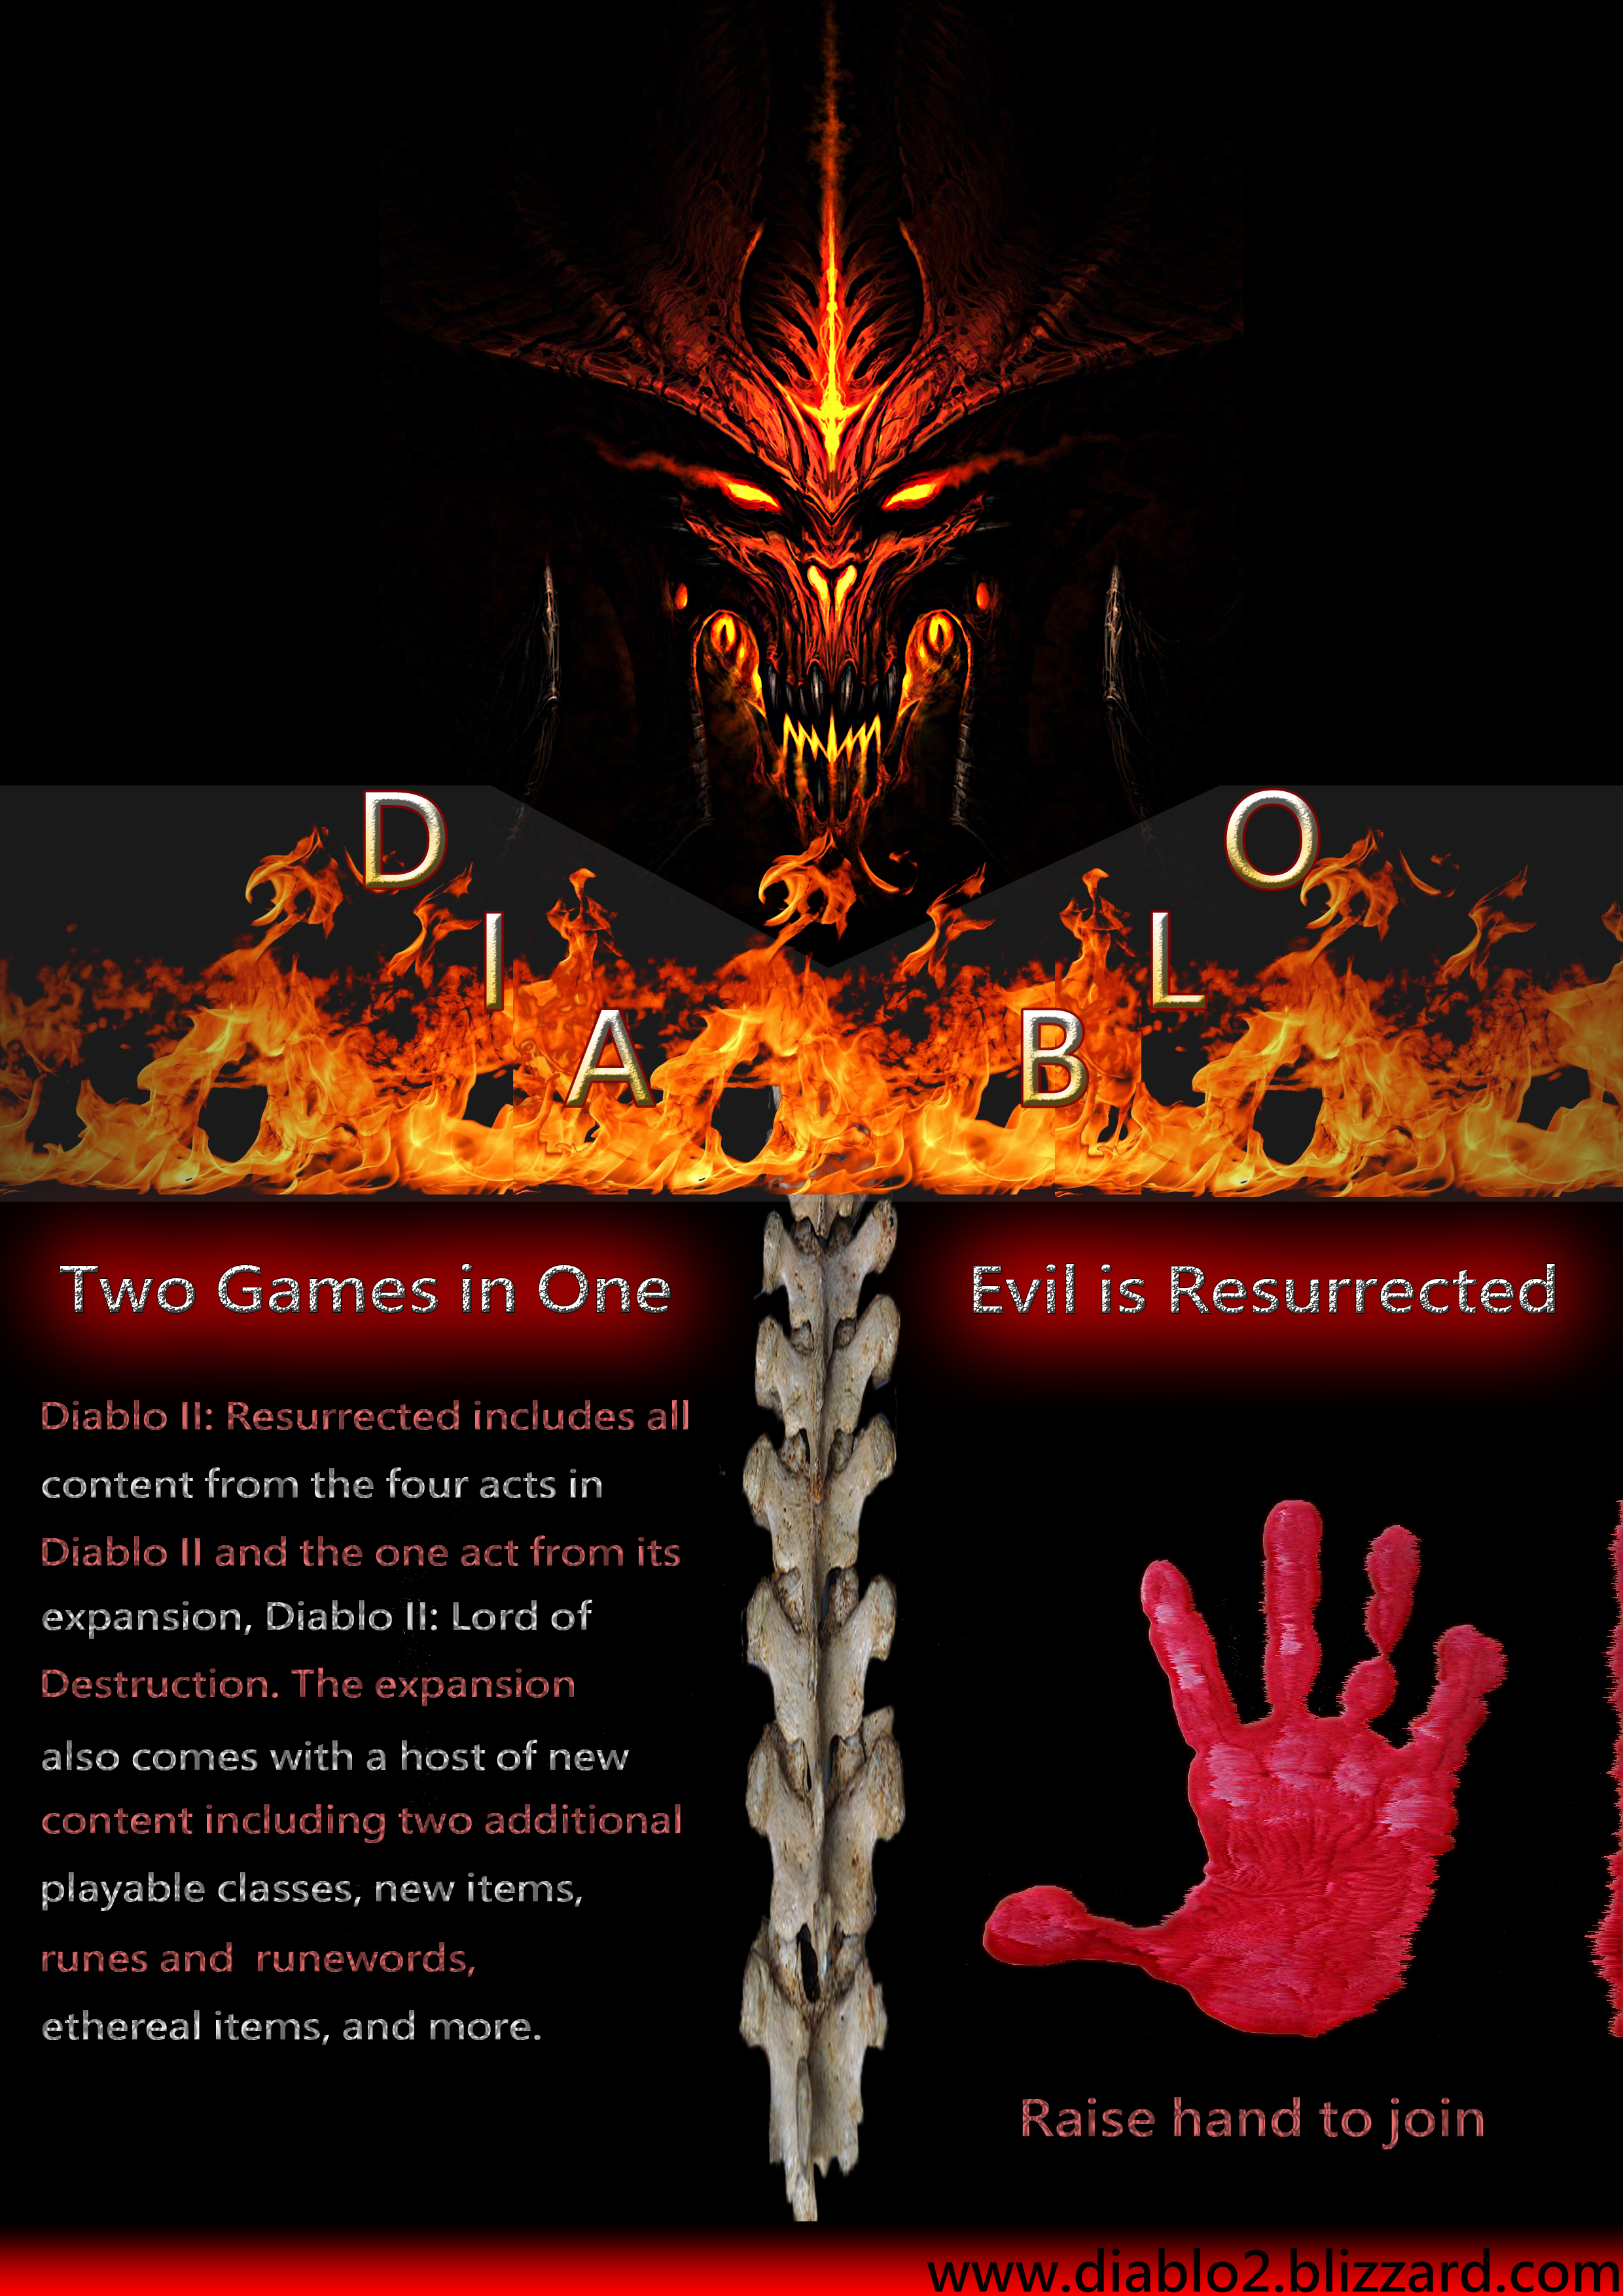 DIABLO
Two Games in One
Diablo II: Resurrected includes all
content from the four acts in
Diablo II and the one act from its
expansion, Diablo II: Lord of
Destruction. The expansion
also comes with a host of new
content including two additional
playable classes, new items,
runes and  runewords,
ethereal items, and more.
Evil is Resurrected
Raise hand to join
www.diablo2.blizzard.com